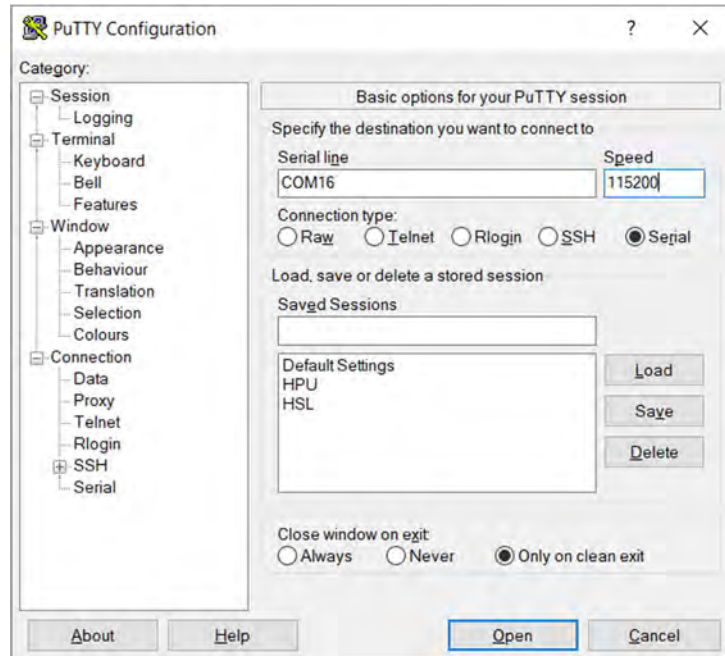 PuTTY Configuration
?
Category:
Session
Logging
Terminal
Keyboard
Bell
Features
Window
Appearance
Behaviour
Translation
Selection
Colours
Connection
Data
Proxy
Telnet
Rlogin
SSH
Serial
Basic options for your PuTTY session
Specify the destination you want to connect to
Serial line Speed
COM16 115200
Connection type:
Raw Telnet Rlogin SSH Serial
Load, save or delete a stored session
Saved Sessions
Default Settings
HPU
HSL
Load
Save
Delete
Close window on exit:
Always Never Only on clean exit
About Help Open Cancel